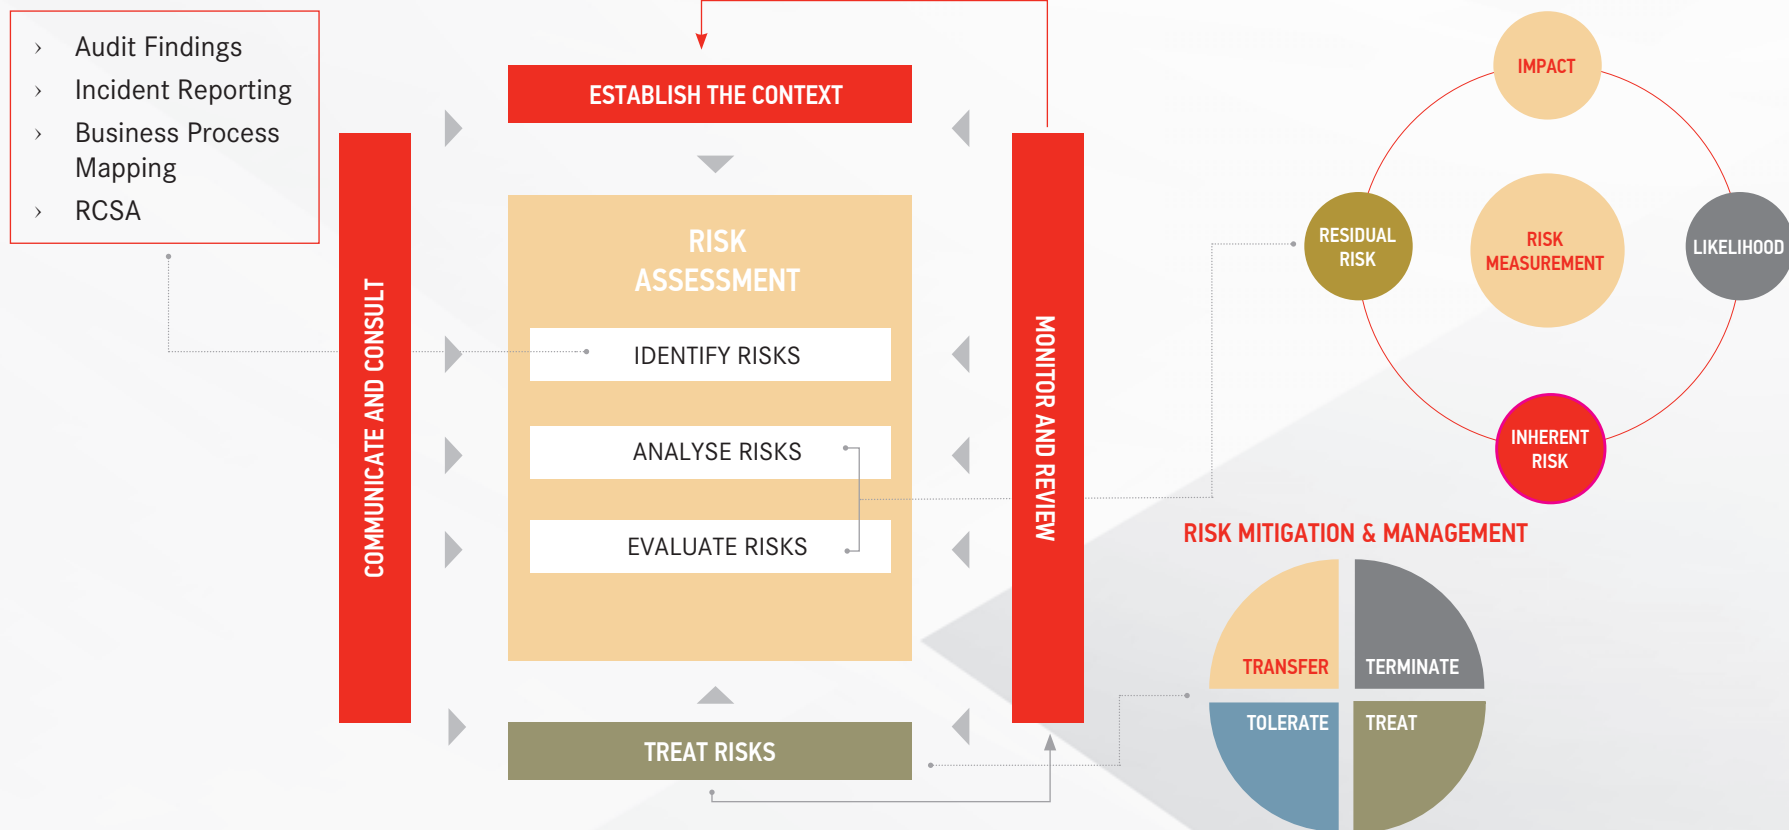 › Audit Findings
› Incident Reporting
› Business Process
Mapping
› RCSA
COMMUNICATE AND CONSULT
ESTABLISH THE CONTEXT
RISK
ASSESSMENT
IDENTIFY RISKS
ANALYSE RISKS
EVALUATE RISKS
TREAT RISKS
MONITOR AND REVIEW
IMPACT
RESIDUAL
RISK
RISK
MEASUREMENT
LIKELIHOOD
INHERENT
RISK
RISK MITIGATION & MANAGEMENT
TRANSFER
TERMINATE
TOLERATE
TREAT